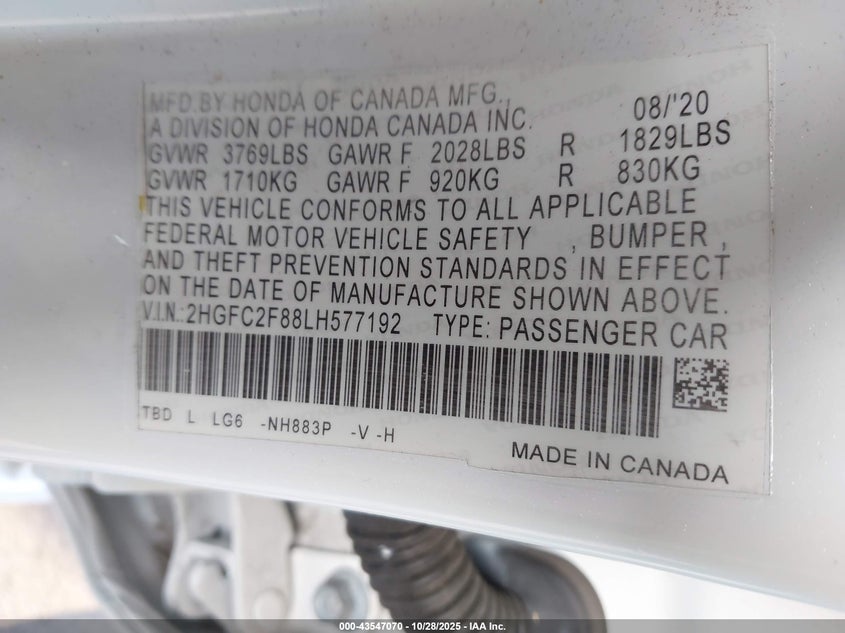 MFD.BY HONDA OF CANADA MFG., 08/'20
A DIVISION OF HONDA CANADA INC.
GVWR 3769LBS GAWR F 2028LBS R 1829LBS
GVWR 1710KG GAWR F 920KG R 830KG
THIS VEHICLE CONFORMS TO ALL APPLICABLE
FEDERAL MOTOR VEHICLE SAFETY , BUMPER ,
AND THEFT PREVENTION STANDARDS IN EFFECT
ON THE DATE OF MANUFACTURE SHOWN ABOVE.
V.I.N.:2HGFC2F88LH577192 TYPE: PASSENGER CAR
TBD L LG6 -NH883P -V -H
MADE IN CANADA
000-43547070 | 10/28/2025 - IAA Inc.